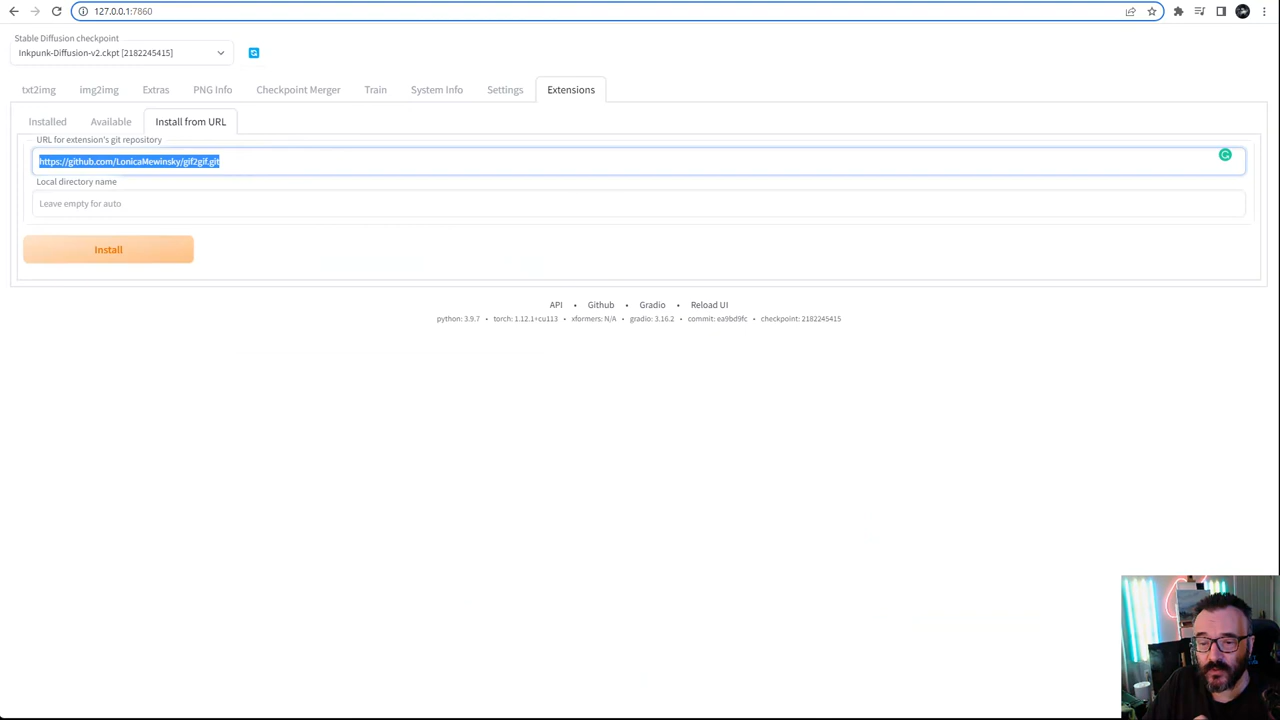 127.0.0.1:7860
Stable Diffusion checkpoint
Inkpunk-Diffusion-v2.ckpt [2182245415]
txt2img img2img Extras PNG Info Checkpoint Merger Train System Info Settings Extensions
Installed Available Install from URL
URL for extension's git repository
https://github.com/LonicaMewinsky/gif2gif.git
Local directory name
Leave empty for auto
Install
API • Github • Gradio • Reload UI
python: 3.9.7 • torch: 1.12.1+cu113 • xformers: N/A • gradio: 3.16.2 • commit: ea9bd9fc • checkpoint: 2182245415